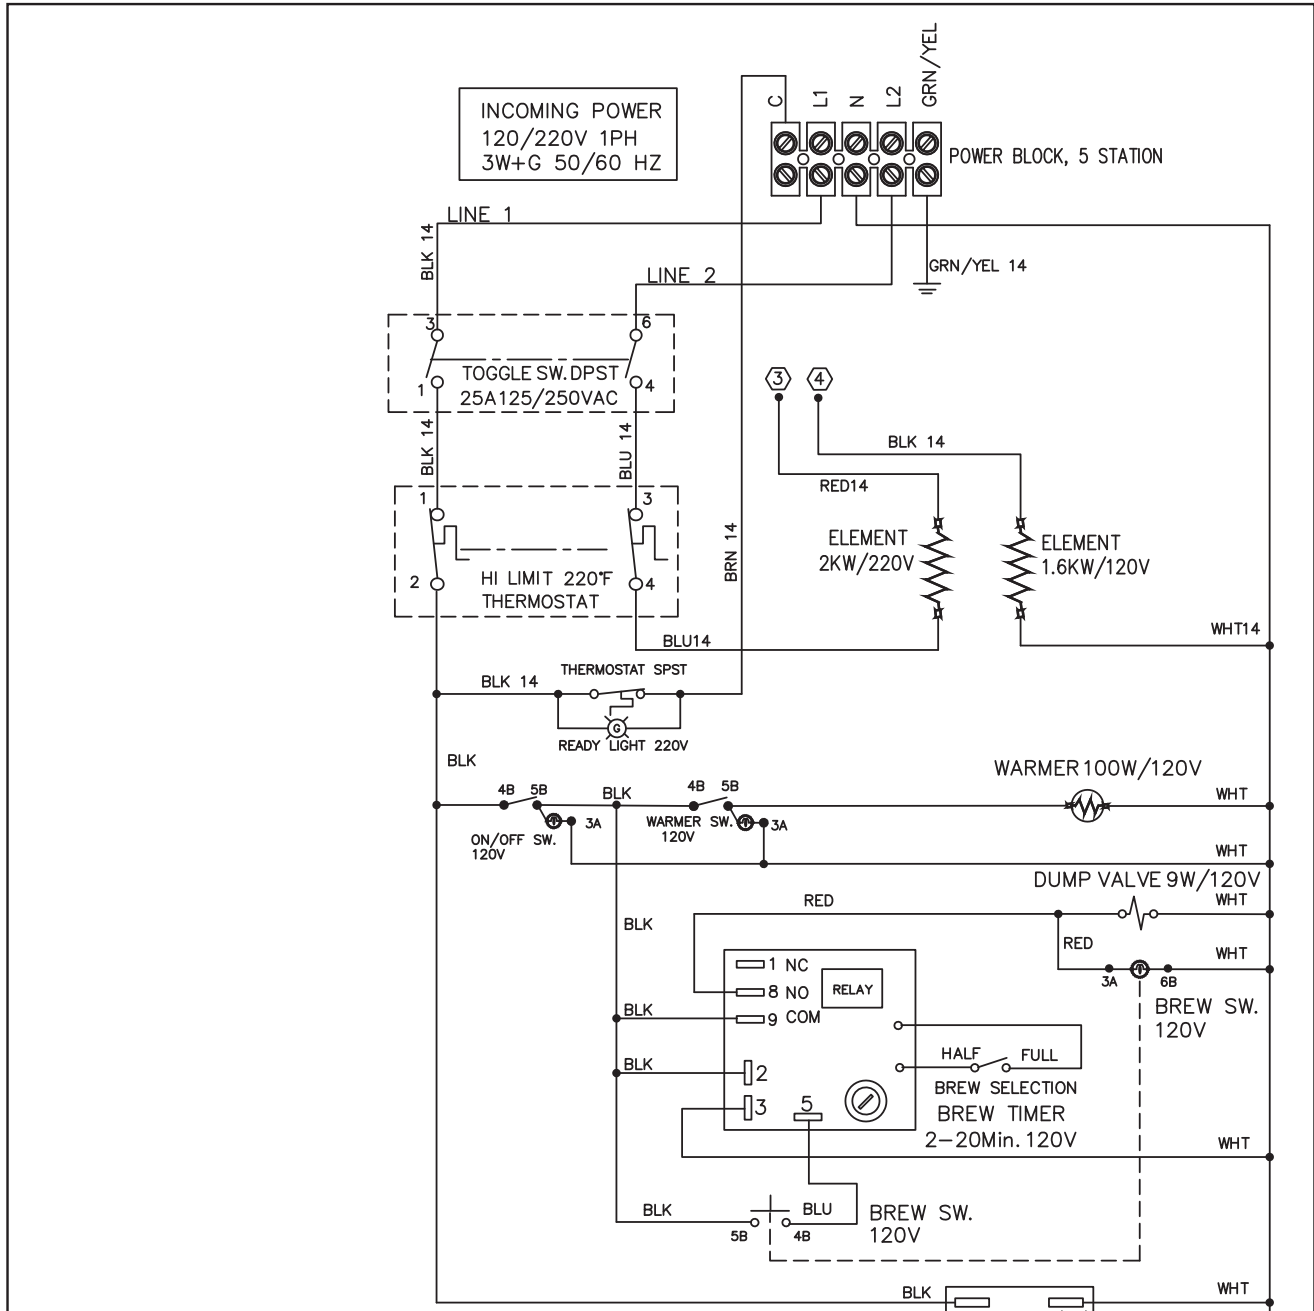 INCOMING POWER
120/220V 1PH
3W+G 50/60 HZ
C
L1
N
L2
GRN/YEL
POWER BLOCK, 5 STATION
LINE 1
BLK 14
LINE 2
GRN/YEL 14
3
6
TOGGLE SW.DPST
25A125/250VAC
1
4
3
4
BLK 14
BLU 14
BLK 14
RED14
1
3
BRN 14
ELEMENT
2KW/220V
ELEMENT
1.6KW/120V
HI LIMIT 220°F
THERMOSTAT
2
4
BLU14
WHT14
THERMOSTAT SPST
BLK 14
G
READY LIGHT 220V
BLK
WARMER 100W/120V
4B 5B
BLK
4B 5B
WHT
3A
ON/OFF SW.
120V
WARMER SW.
120V
3A
WHT
DUMP VALVE 9W/120V
WHT
RED
BLK
RED
WHT
1 NC
8 NO
9 COM
RELAY
3A
6B
BREW SW.
120V
BLK
BLK
2
3
5
HALF FULL
BREW SELECTION
BREW TIMER
2-20Min. 120V
WHT
BLK
BLU
5B
4B
BREW SW.
120V
BLK
WHT